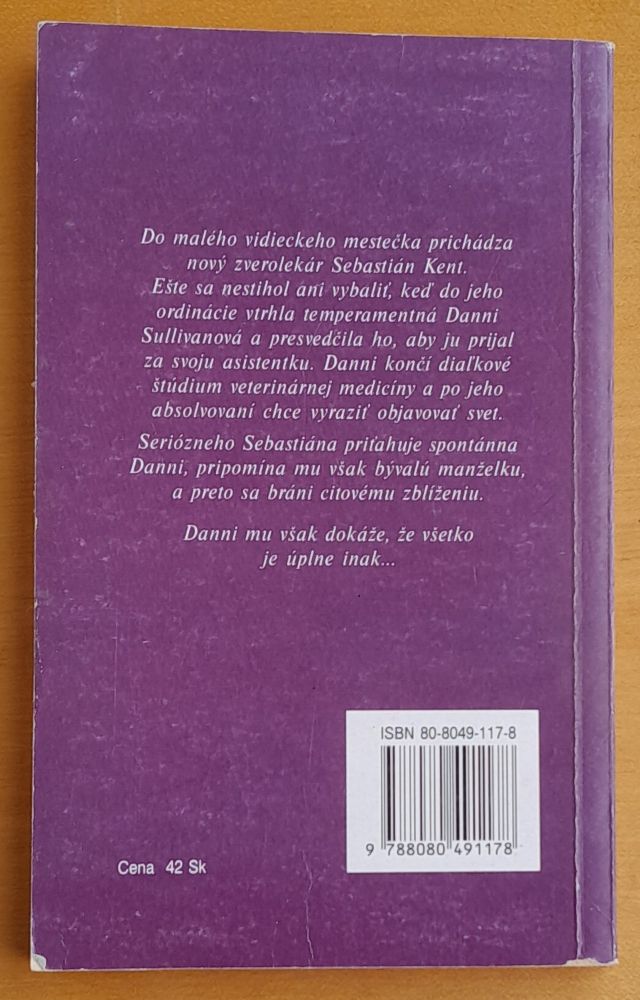 Do malého vidieckeho mestečka prichádza
nový zverolekár Sebastián Kent.
Ešte sa nestihol ani vybaliť, keď do jeho
ordinácie vtrhla temperamentná Danni
Sullivanová a presvedčila ho, aby ju prijal
za svoju asistentku. Danni končí diaľkové
štúdium veterinárnej medicíny a po jeho
absolvovaní chce vyraziť objavovať svet.
Seriózneho Sebastiána priťahuje spontánna
Danni, pripomína mu však bývalú manželku,
a preto sa bráni citovému zblíženiu.
Danni mu však dokáže, že všetko
je úplne inak...
ISBN 80-8049-117-8
9 788080 491178
Cena 42 Sk